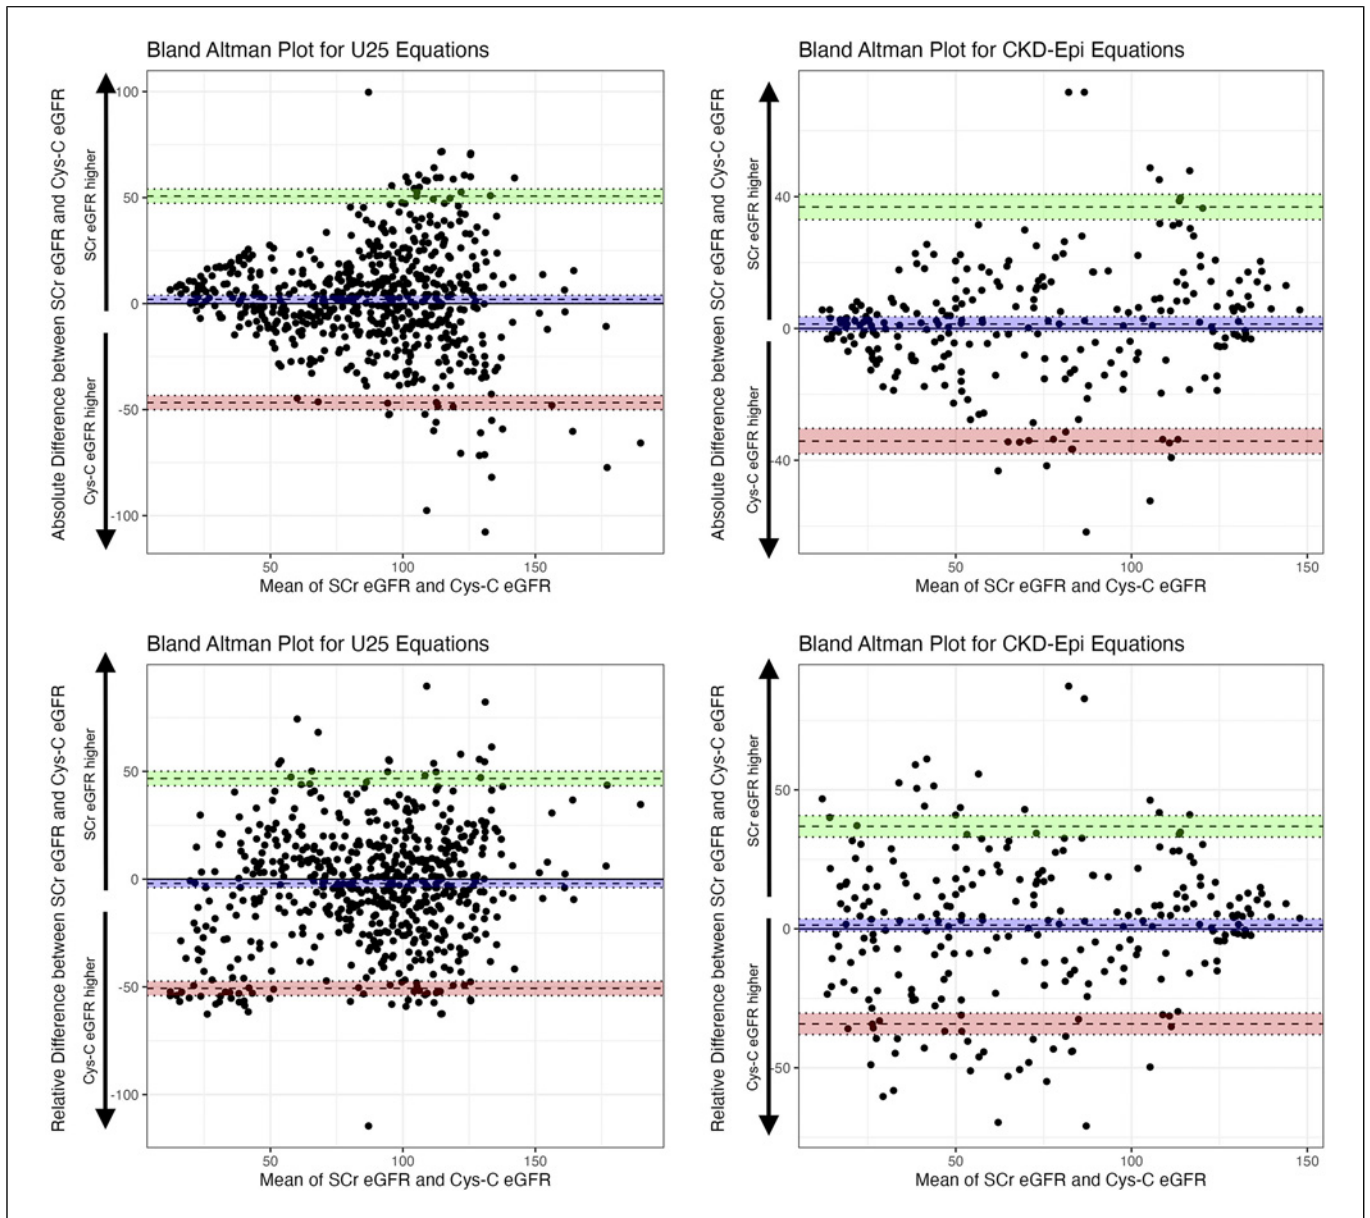 Bland Altman Plot for U25 Equations
Absolute Difference between SCr eGFR and Cys-C eGFR
SCr eGFR higher
Cys-C eGFR higher
100
50
0
-50
-100
50
100
150
Mean of SCr eGFR and Cys-C eGFR
Bland Altman Plot for CKD-Epi Equations
Absolute Difference between SCr eGFR and Cys-C eGFR
SCr eGFR higher
Cys-C eGFR higher
40
0
-40
50
100
150
Mean of SCr eGFR and Cys-C eGFR
Bland Altman Plot for U25 Equations
Relative Difference between SCr eGFR and Cys-C eGFR
SCr eGFR higher
Cys-C eGFR higher
50
0
-50
-100
50
100
150
Mean of SCr eGFR and Cys-C eGFR
Bland Altman Plot for CKD-Epi Equations
Relative Difference between SCr eGFR and Cys-C eGFR
SCr eGFR higher
Cys-C eGFR higher
50
0
-50
50
100
150
Mean of SCr eGFR and Cys-C eGFR